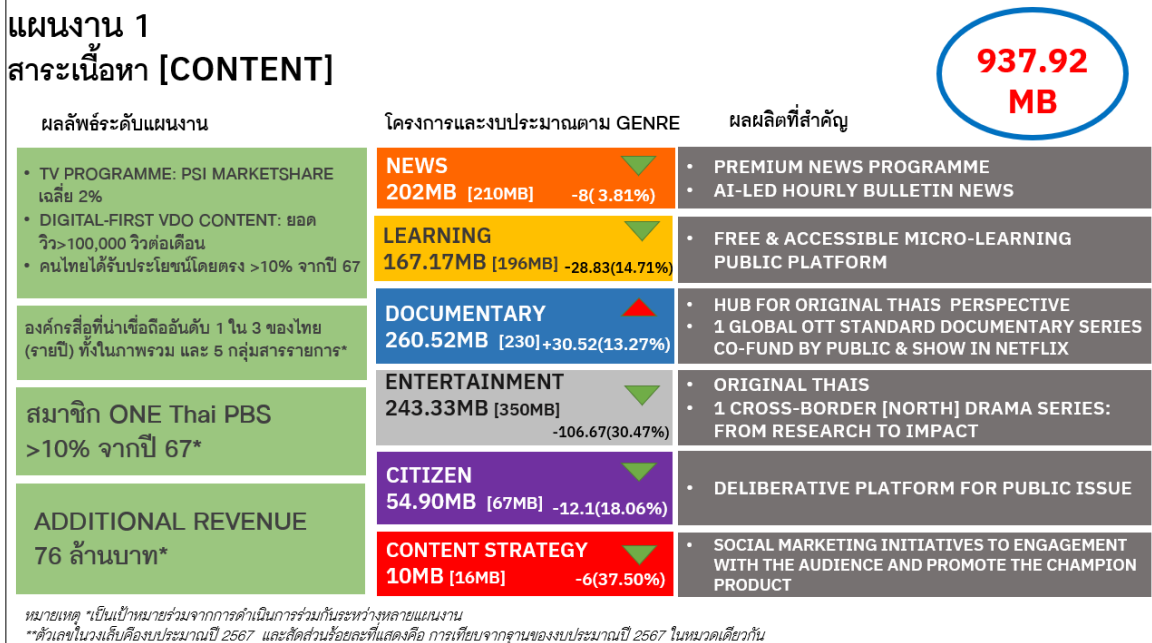 แผนงาน 1
สาระเนื้อหา [CONTENT]
937.92
MB
ผลลัพธ์ระดับแผนงาน
โครงการและงบประมาณตาม GENRE
ผลผลิตที่สำคัญ
• TV PROGRAMME: PSI MARKETSHARE
เฉลี่ย 2%
• DIGITAL-FIRST VDO CONTENT: ยอด
วิว>100,000 วิวต่อเดือน
• คนไทยได้รับประโยชน์โดยตรง >10% จากปี 67
องค์กรสื่อที่น่าเชื่อถืออันดับ 1 ใน 3 ของไทย
(รายปี) ทั้งในภาพรวม และ 5 กลุ่มสารรายการ*
สมาชิก ONE Thai PBS
>10% จากปี 67*
ADDITIONAL REVENUE
76 ล้านบาท*
NEWS
202MB [210MB] -8( 3.81%)
• PREMIUM NEWS PROGRAMME
• AI-LED HOURLY BULLETIN NEWS
LEARNING
167.17MB [196MB] -28.83(14.71%)
• FREE & ACCESSIBLE MICRO-LEARNING
PUBLIC PLATFORM
DOCUMENTARY
260.52MB [230] +30.52(13.27%)
• HUB FOR ORIGINAL THAIS PERSPECTIVE
• 1 GLOBAL OTT STANDARD DOCUMENTARY SERIES
CO-FUND BY PUBLIC & SHOW IN NETFLIX
ENTERTAINMENT
243.33MB [350MB]
-106.67(30.47%)
• ORIGINAL THAIS
• 1 CROSS-BORDER [NORTH] DRAMA SERIES:
FROM RESEARCH TO IMPACT
CITIZEN
54.90MB [67MB] -12.1(18.06%)
• DELIBERATIVE PLATFORM FOR PUBLIC ISSUE
CONTENT STRATEGY
10MB [16MB] -6(37.50%)
• SOCIAL MARKETING INITIATIVES TO ENGAGEMENT
WITH THE AUDIENCE AND PROMOTE THE CHAMPION
PRODUCT
หมายเหตุ *เป็นเป้าหมายร่วมจากการดำเนินการร่วมกันระหว่างหลายแผนงาน
**ตัวเลขในวงเล็บคืองบประมาณปี 2567 และสัดส่วนร้อยละที่แสดงคือ การเทียบจากฐานของงบประมาณปี 2567 ในหมวดเดียวกัน